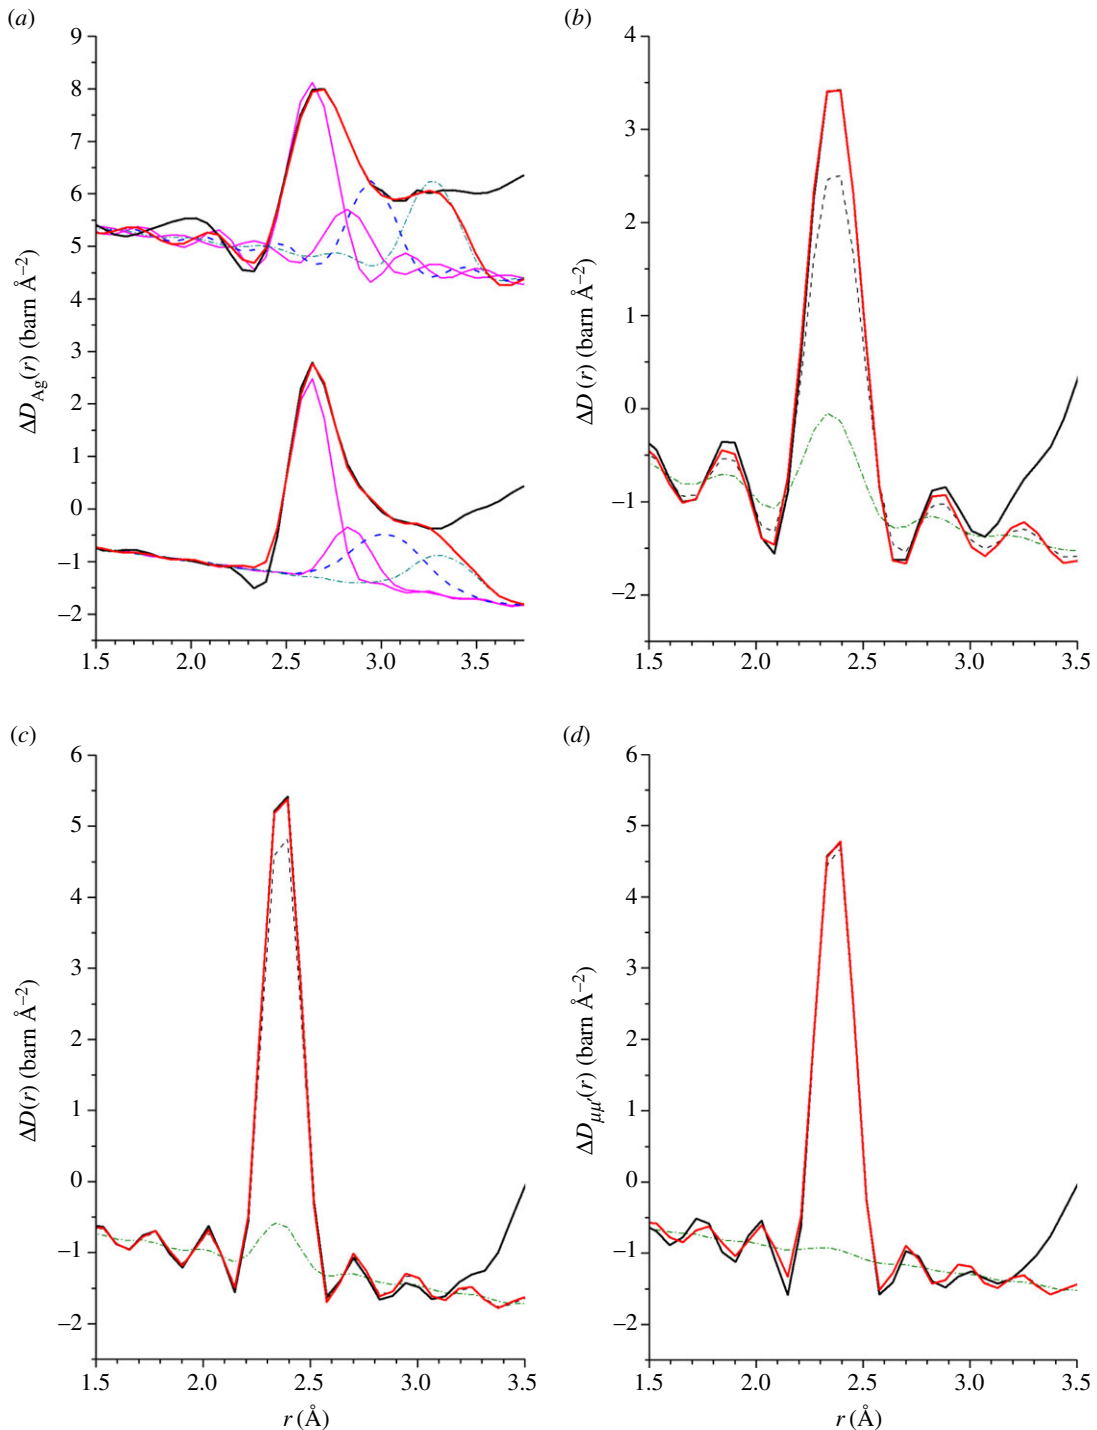 (a)
9
8
7
6
5
4
3
2
1
0
−1
−2
ΔD_Ag(r) (barn Å⁻²)
1.5 2.0 2.5 3.0 3.5
(b)
4
3
2
1
0
−1
−2
ΔD (r) (barn Å⁻²)
1.5 2.0 2.5 3.0 3.5
(c)
6
5
4
3
2
1
0
−1
−2
ΔD(r) (barn Å⁻²)
1.5 2.0 2.5 3.0 3.5
r (Å)
(d)
6
5
4
3
2
1
0
−1
−2
ΔD_μμ′(r) (barn Å⁻²)
1.5 2.0 2.5 3.0 3.5
r (Å)